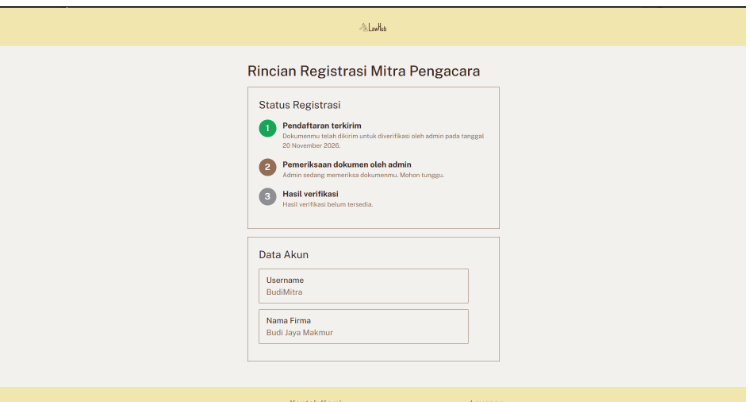 LawHub
Rincian Registrasi Mitra Pengacara
Status Registrasi
1
Pendaftaran terkirim
Dokumenmu telah dikirim untuk diverifikasi oleh admin pada tanggal
20 November 2026.
2
Pemeriksaan dokumen oleh admin
Admin sedang memeriksa dokumenmu. Mohon tunggu.
3
Hasil verifikasi
Hasil verifikasi belum tersedia.
Data Akun
Username
BudiMitra
Nama Firma
Budi Jaya Makmur